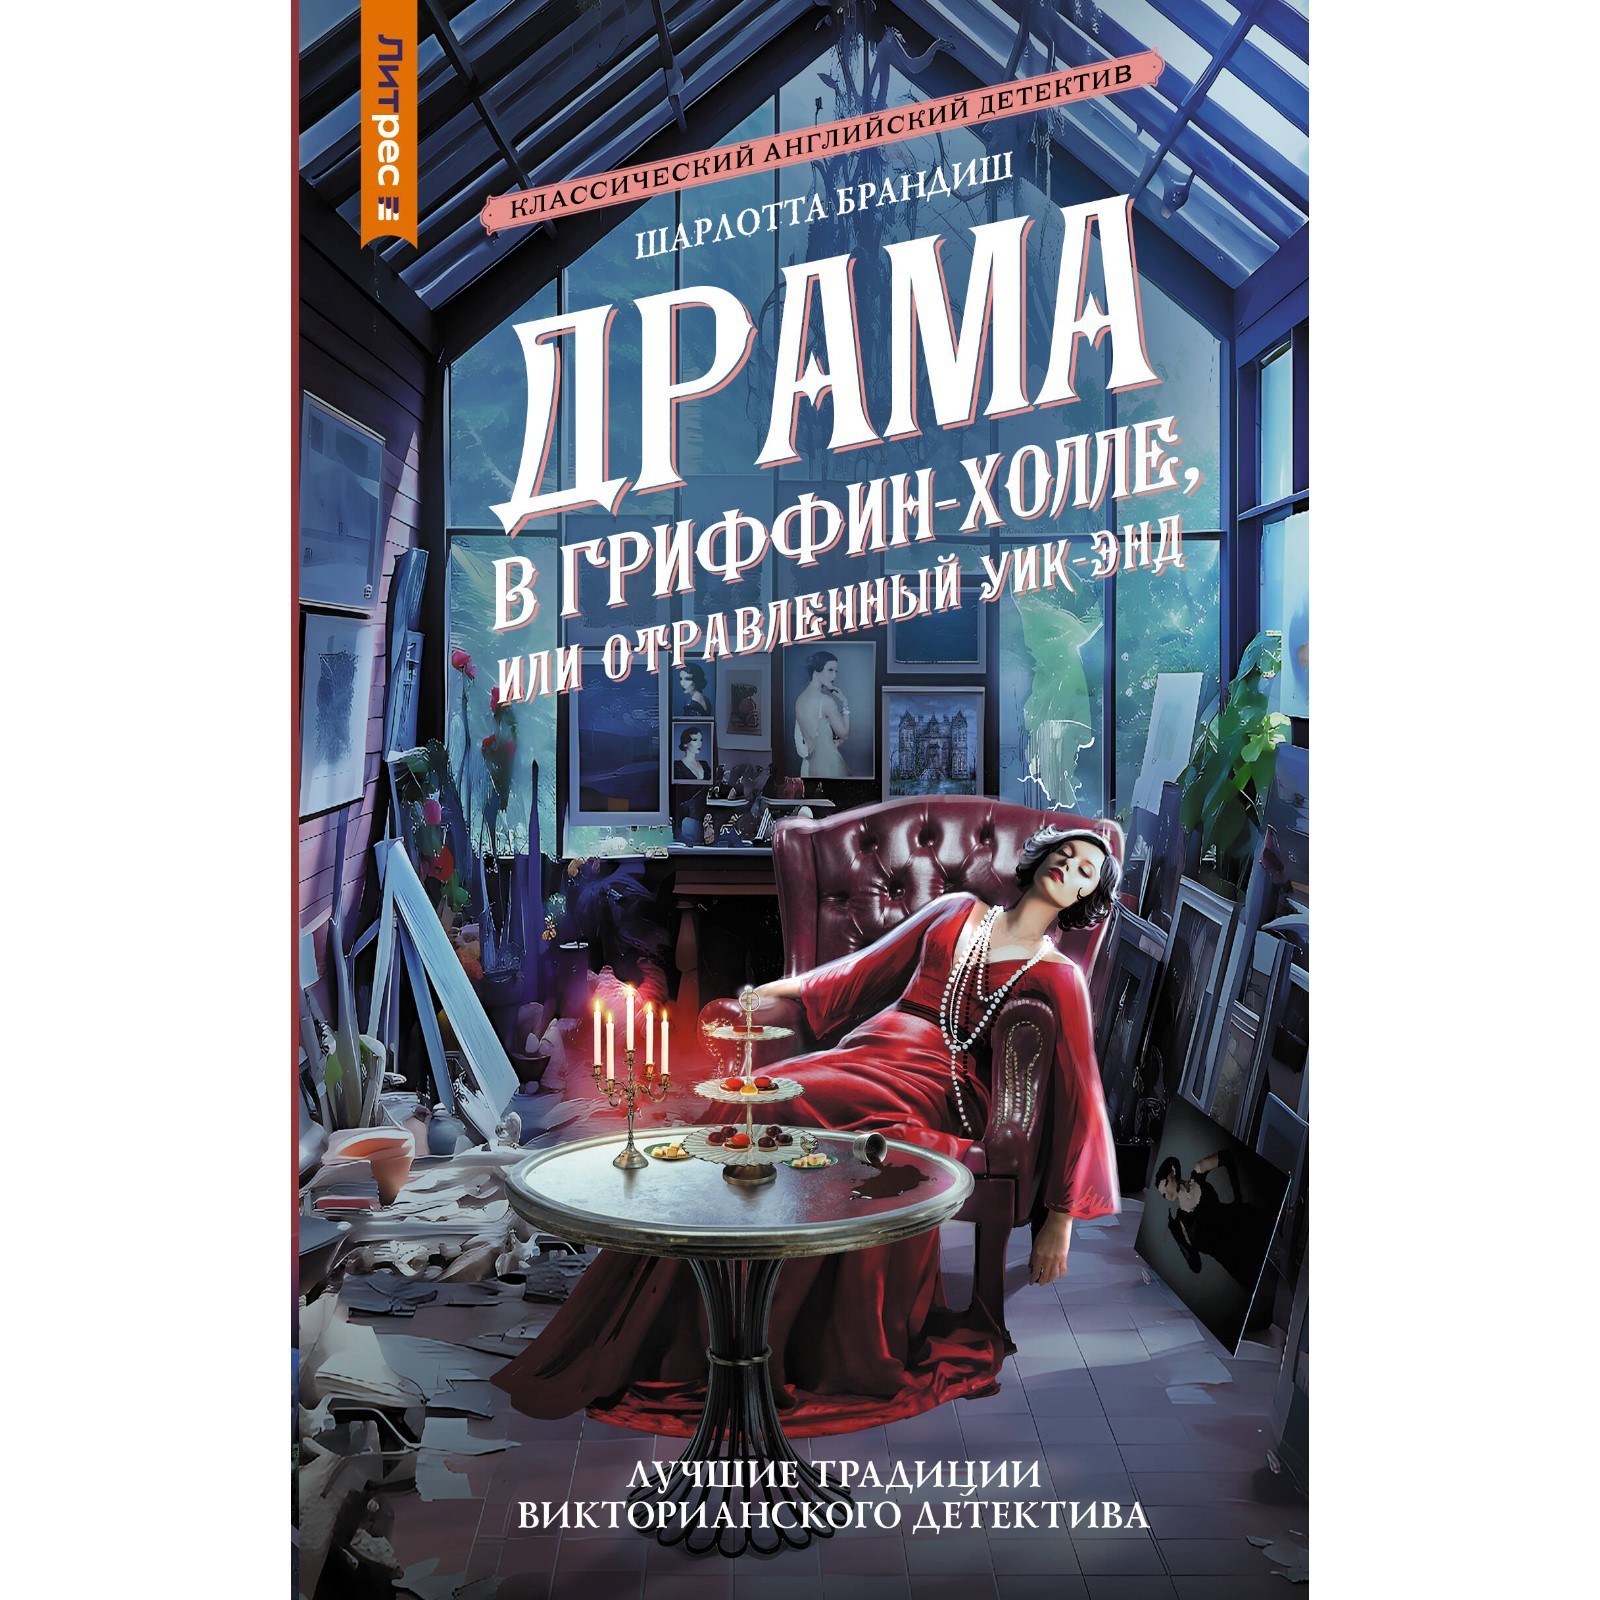 Литрес
КЛАССИЧЕСКИЙ АНГЛИЙСКИЙ ДЕТЕКТИВ
ШАРЛОТТА БРАНДИШ
ДРАМА
В ГРИФФИН-ХОЛЛЕ,
ИЛИ ОТРАВЛЕННЫЙ УИК-ЭНД
ЛУЧШИЕ ТРАДИЦИИ
ВИКТОРИАНСКОГО ДЕТЕКТИВА